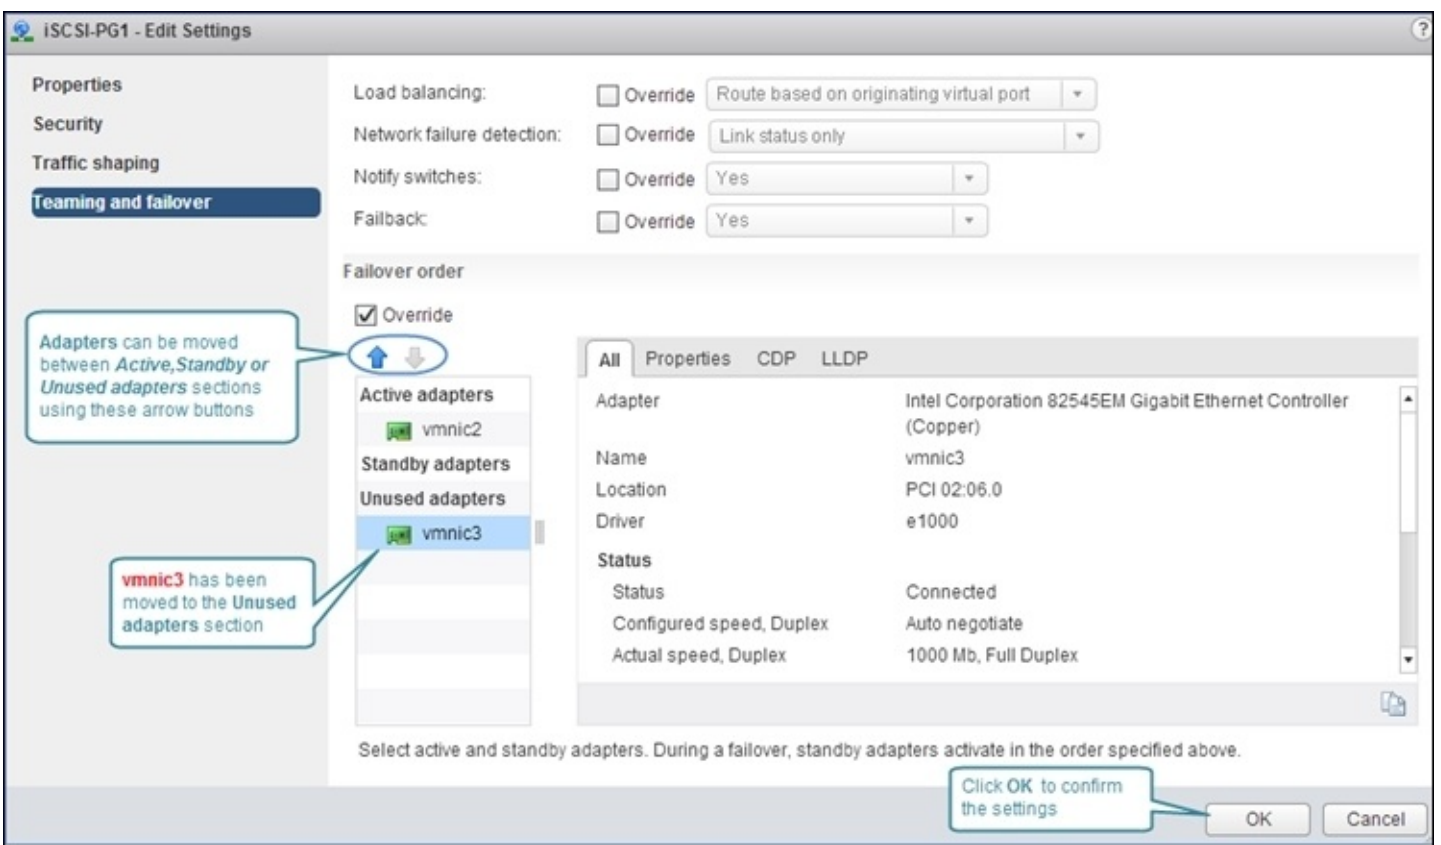 iSCSI-PG1 - Edit Settings
?
Properties
Security
Traffic shaping
Teaming and failover
Load balancing: Override Route based on originating virtual port
Network failure detection: Override Link status only
Notify switches: Override Yes
Failback: Override Yes
Failover order
Override
Adapters can be moved
between Active,Standby or
Unused adapters sections
using these arrow buttons
Active adapters
vmnic2
Standby adapters
Unused adapters
vmnic3
vmnic3 has been
moved to the Unused
adapters section
All Properties CDP LLDP
Adapter Intel Corporation 82545EM Gigabit Ethernet Controller
(Copper)
Name vmnic3
Location PCI 02:06.0
Driver e1000
Status
Status Connected
Configured speed, Duplex Auto negotiate
Actual speed, Duplex 1000 Mb, Full Duplex
Select active and standby adapters. During a failover, standby adapters activate in the order specified above.
Click OK to confirm
the settings
OK Cancel